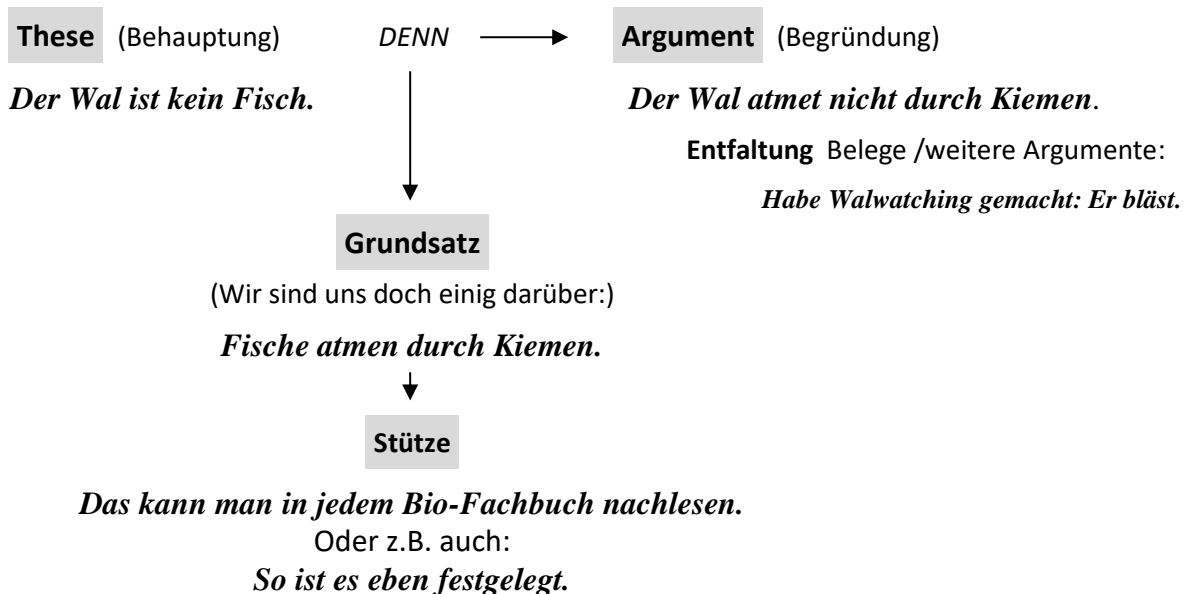 These (Behauptung) DENN Argument (Begründung)
Der Wal ist kein Fisch. Der Wal atmet nicht durch Kiemen.
Entfaltung Belege /weitere Argumente:
Habe Walwatching gemacht: Er bläst.
Grundsatz
(Wir sind uns doch einig darüber:)
Fische atmen durch Kiemen.
Stütze
Das kann man in jedem Bio-Fachbuch nachlesen.
Oder z.B. auch:
So ist es eben festgelegt.